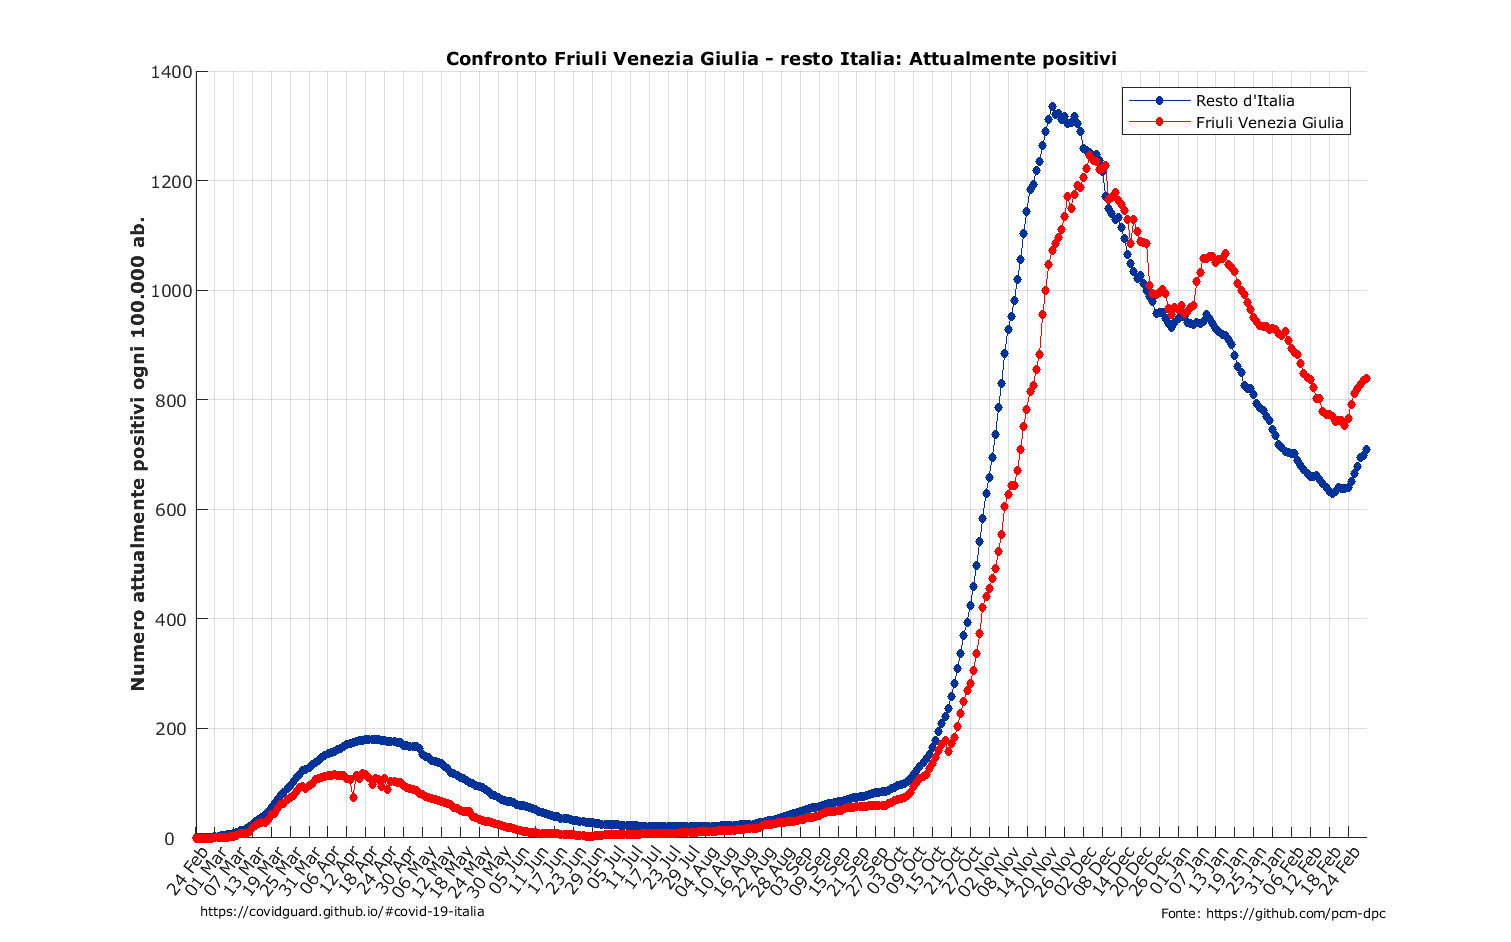 Confronto Friuli Venezia Giulia - resto Italia: Attualmente positivi
Numero attualmente positivi ogni 100.000 ab.
1400
1200
1000
800
600
400
200
0
Resto d'Italia
Friuli Venezia Giulia
24 Feb
01 Mar
07 Mar
13 Mar
19 Mar
25 Mar
31 Mar
06 Apr
12 Apr
18 Apr
24 Apr
30 Apr
06 May
12 May
18 May
24 May
30 May
05 Jun
11 Jun
17 Jun
23 Jun
29 Jun
05 Jul
11 Jul
17 Jul
23 Jul
29 Jul
04 Aug
10 Aug
16 Aug
22 Aug
28 Aug
03 Sep
09 Sep
15 Sep
21 Sep
27 Sep
03 Oct
09 Oct
15 Oct
21 Oct
27 Oct
02 Nov
08 Nov
14 Nov
20 Nov
26 Nov
02 Dec
08 Dec
14 Dec
20 Dec
26 Dec
01 Jan
07 Jan
13 Jan
19 Jan
25 Jan
31 Jan
06 Feb
12 Feb
18 Feb
24 Feb
https://covidguard.github.io/#covid-19-italia
Fonte: https://github.com/pcm-dpc